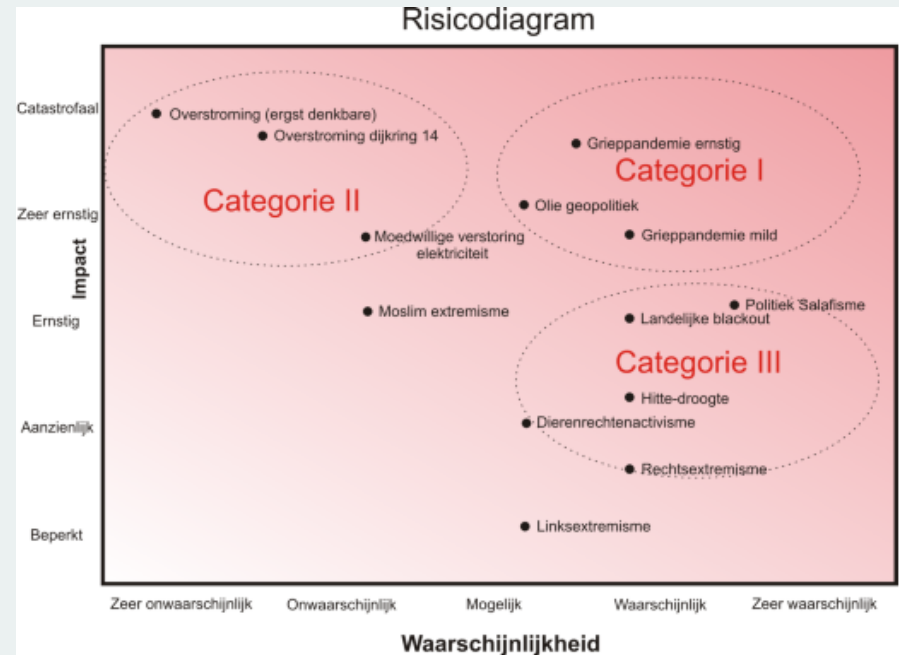 Risicodiagram
Catastrofaal
Overstroming (ergst denkbare)
Overstroming dijkring 14
Grieppandemie ernstig
Categorie I
Categorie II
Olie geopolitiek
Zeer ernstig
Moedwillige verstoring
elektriciteit
Grieppandemie mild
Impact
Moslim extremisme
Politiek Salafisme
Landelijke blackout
Ernstig
Categorie III
Hitte-droogte
Dierenrechtenactivisme
Aanzienlijk
Rechtsextremisme
Linksextremisme
Beperkt
Zeer onwaarschijnlijk
Onwaarschijnlijk
Mogelijk
Waarschijnlijk
Zeer waarschijnlijk
Waarschijnlijkheid